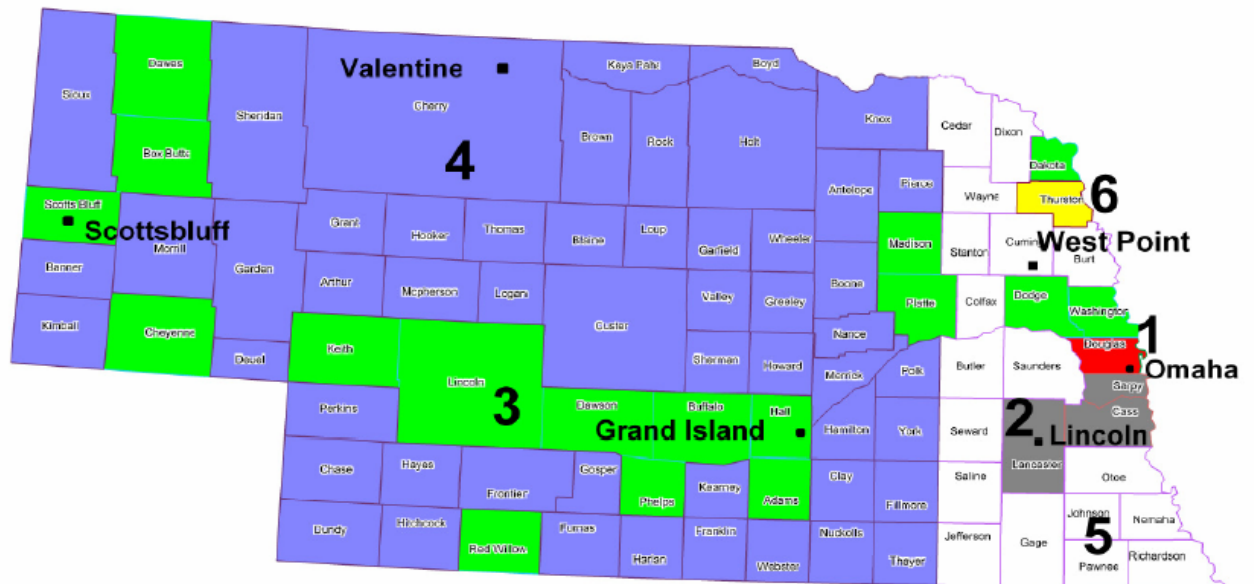 Valentine
Keya Paha
Boyd
Dawes
Sioux
Sheridan
Cherry
Brown
Rock
Holt
Knox
Cedar
Dixon
Box Butte
4
Dakota
Antelope
Pierce
Wayne
Thurston
6
Scotts Bluff
Scottsbluff
Morrill
Grant
Hooker
Thomas
Blaine
Loup
Garfield
Wheeler
Madison
Stanton
Cuming
West Point
Burt
Banner
Garden
Arthur
Mcpherson
Logan
Custer
Valley
Greeley
Boone
Platte
Colfax
Dodge
Washington
Kimball
Cheyenne
Deuel
Keith
Lincoln
Sherman
Howard
Nance
Merrick
Polk
Butler
Saunders
Douglas
1
Omaha
Sarpy
Perkins
3
Dawson
Buffalo
Hall
Grand Island
Hamilton
York
Seward
2
Lincoln
Cass
Lancaster
Chase
Hayes
Frontier
Gosper
Phelps
Kearney
Adams
Clay
Fillmore
Saline
Otoe
Dundy
Hitchcock
Red Willow
Furnas
Harlan
Franklin
Webster
Nuckolls
Thayer
Jefferson
Gage
Johnson
Nemaha
5
Pawnee
Richardson